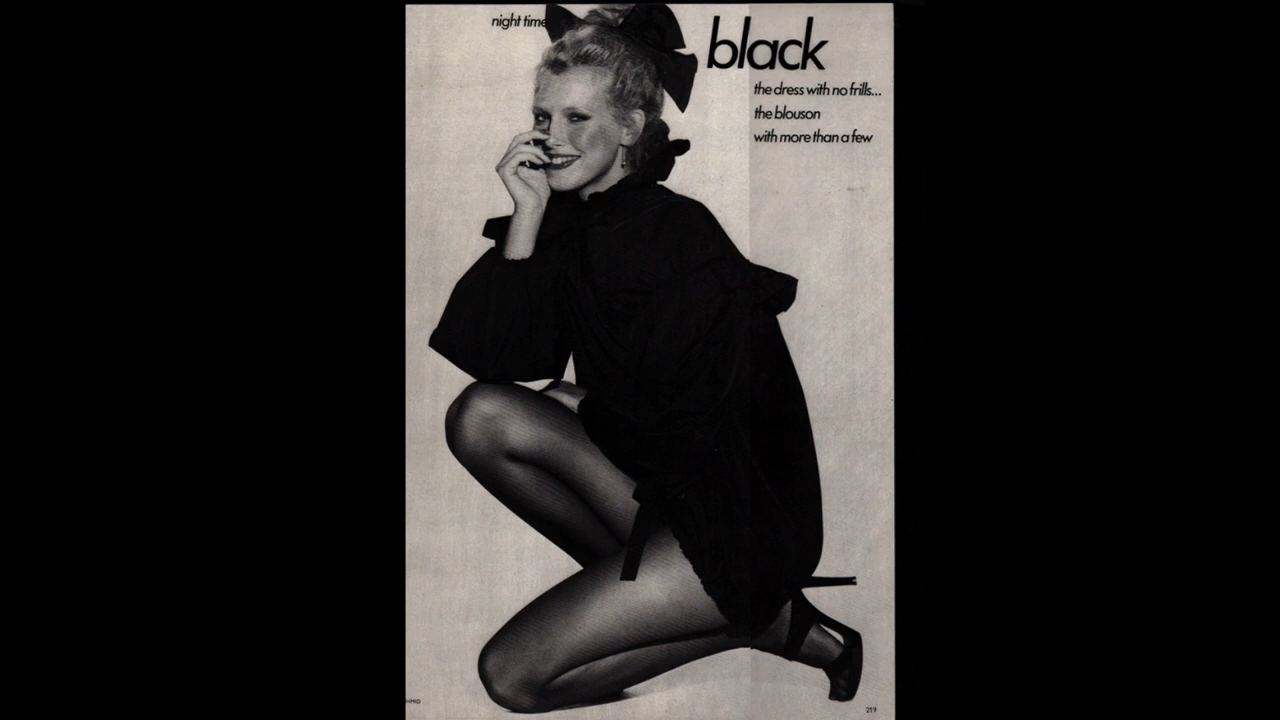 night time
black
the dress with no frills...
the blouson
with more than a few
219